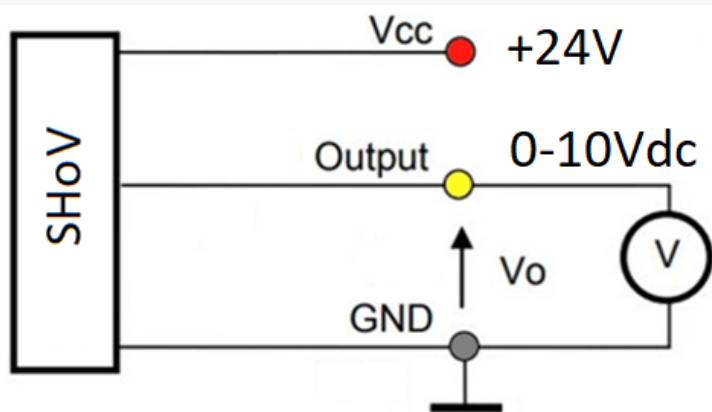 Vcc +24V
Output 0-10Vdc
SHoV
Vo
V
GND